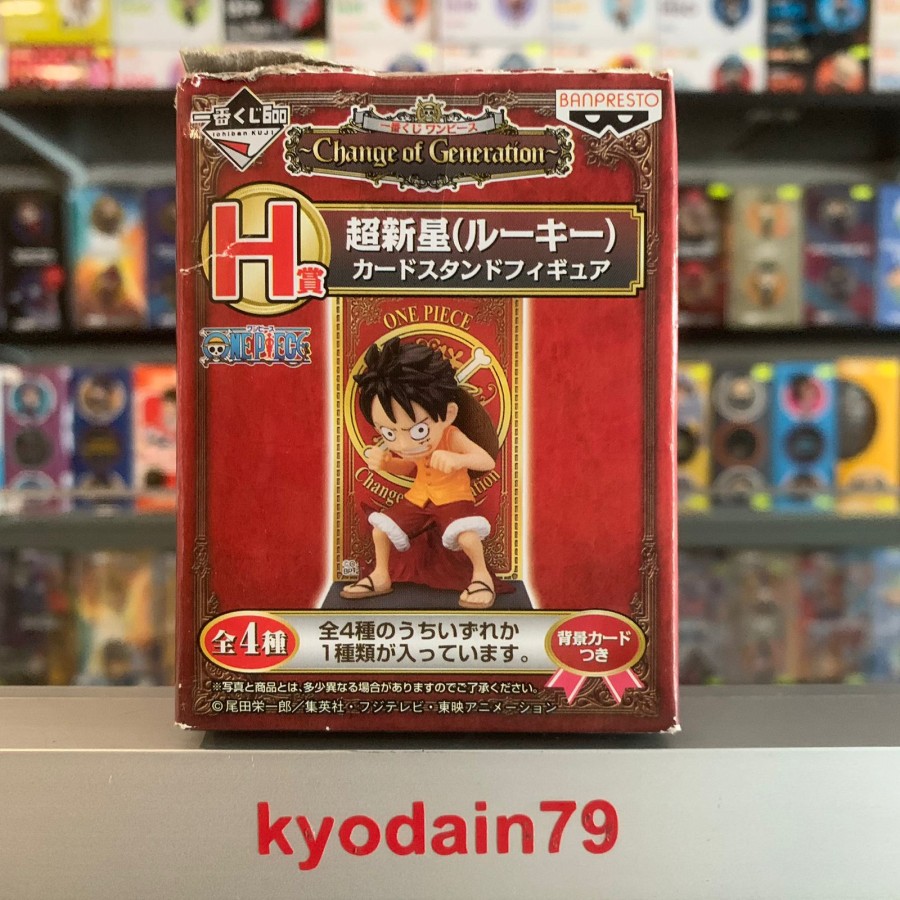 一番くじ600
Ichiban KUJI
一番くじ ワンピース
~Change of Generation~
BANPRESTO
H賞
超新星(ルーキー)
カードスタンドフィギュア
ワンピース
ONE PIECE
ONE PIECE
Change
全4種
全4種のうちいずれか
1種類が入っています。
背景カード
つき
※写真と商品とは、多少異なる場合がありますのでご了承ください。
©尾田栄一郎/集英社・フジテレビ・東映アニメーション
kyodain79